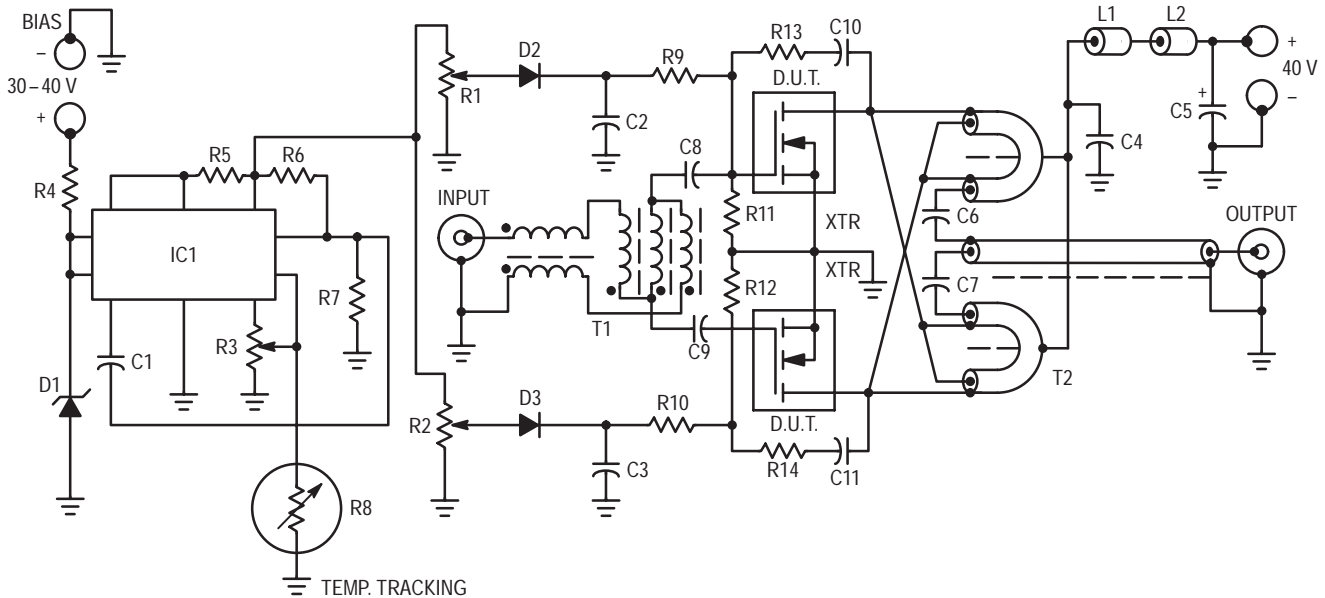 BIAS
–
30–40 V
+
R4
R5
R6
IC1
R7
R3
C1
D1
R8
TEMP. TRACKING
R1
D2
C2
R9
R13
C10
D.U.T.
C8
INPUT
T1
R11
XTR
XTR
R12
C9
D.U.T.
R2
D3
C3
R10
R14
C11
L1
L2
+
40 V
–
+
C5
C4
C6
C7
OUTPUT
T2